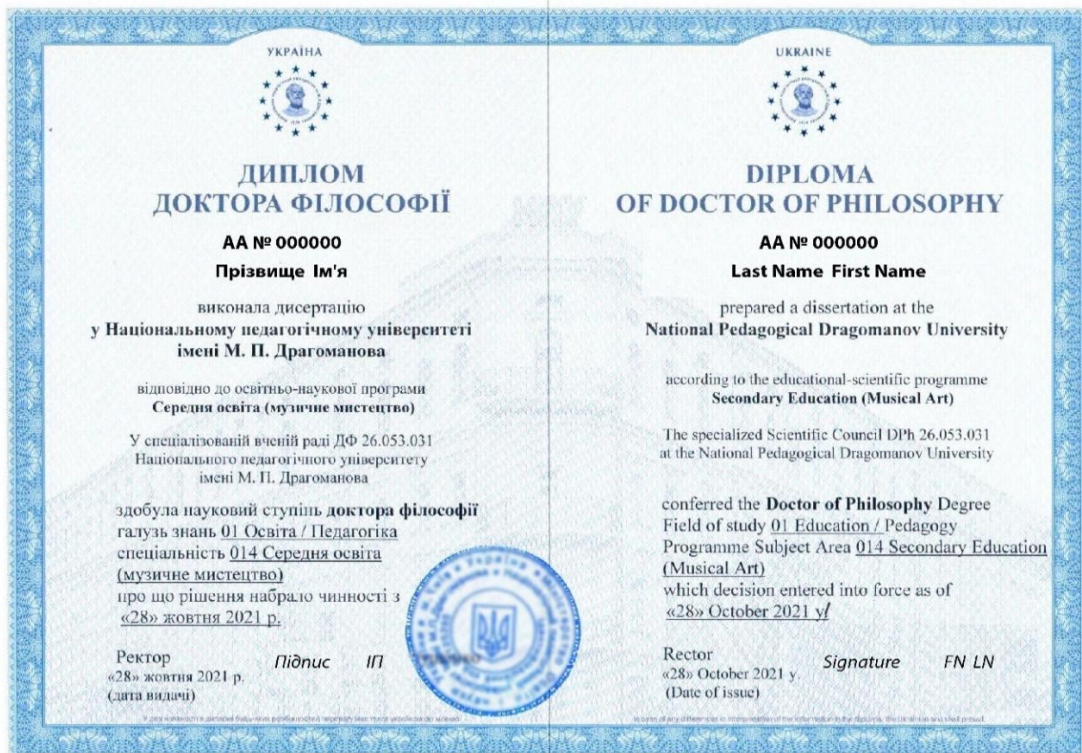 УКРАЇНА
ДИПЛОМ
ДОКТОРА ФІЛОСОФІЇ
АА № 000000
Прізвище Ім'я
виконала дисертацію
у Національному педагогічному університеті
імені М. П. Драгоманова
відповідно до освітньо-наукової програми
Середня освіта (музичне мистецтво)
У спеціалізованій вченій раді ДФ 26.053.031
Національного педагогічного університету
імені М. П. Драгоманова
здобула науковий ступінь доктора філософії
галузь знань 01 Освіта / Педагогіка
спеціальність 014 Середня освіта
(музичне мистецтво)
про що рішення набрало чинності з
«28» жовтня 2021 р.
Ректор
Підпис ІП
«28» жовтня 2021 р.
(дата видачі)
UKRAINE
DIPLOMA
OF DOCTOR OF PHILOSOPHY
AA № 000000
Last Name First Name
prepared a dissertation at the
National Pedagogical Dragomanov University
according to the educational-scientific programme
Secondary Education (Musical Art)
The specialized Scientific Council DPh 26.053.031
at the National Pedagogical Dragomanov University
conferred the Doctor of Philosophy Degree
Field of study 01 Education / Pedagogy
Programme Subject Area 014 Secondary Education
(Musical Art)
which decision entered into force as of
«28» October 2021 y
Rector
Signature FN LN
«28» October 2021 y.
(Date of issue)